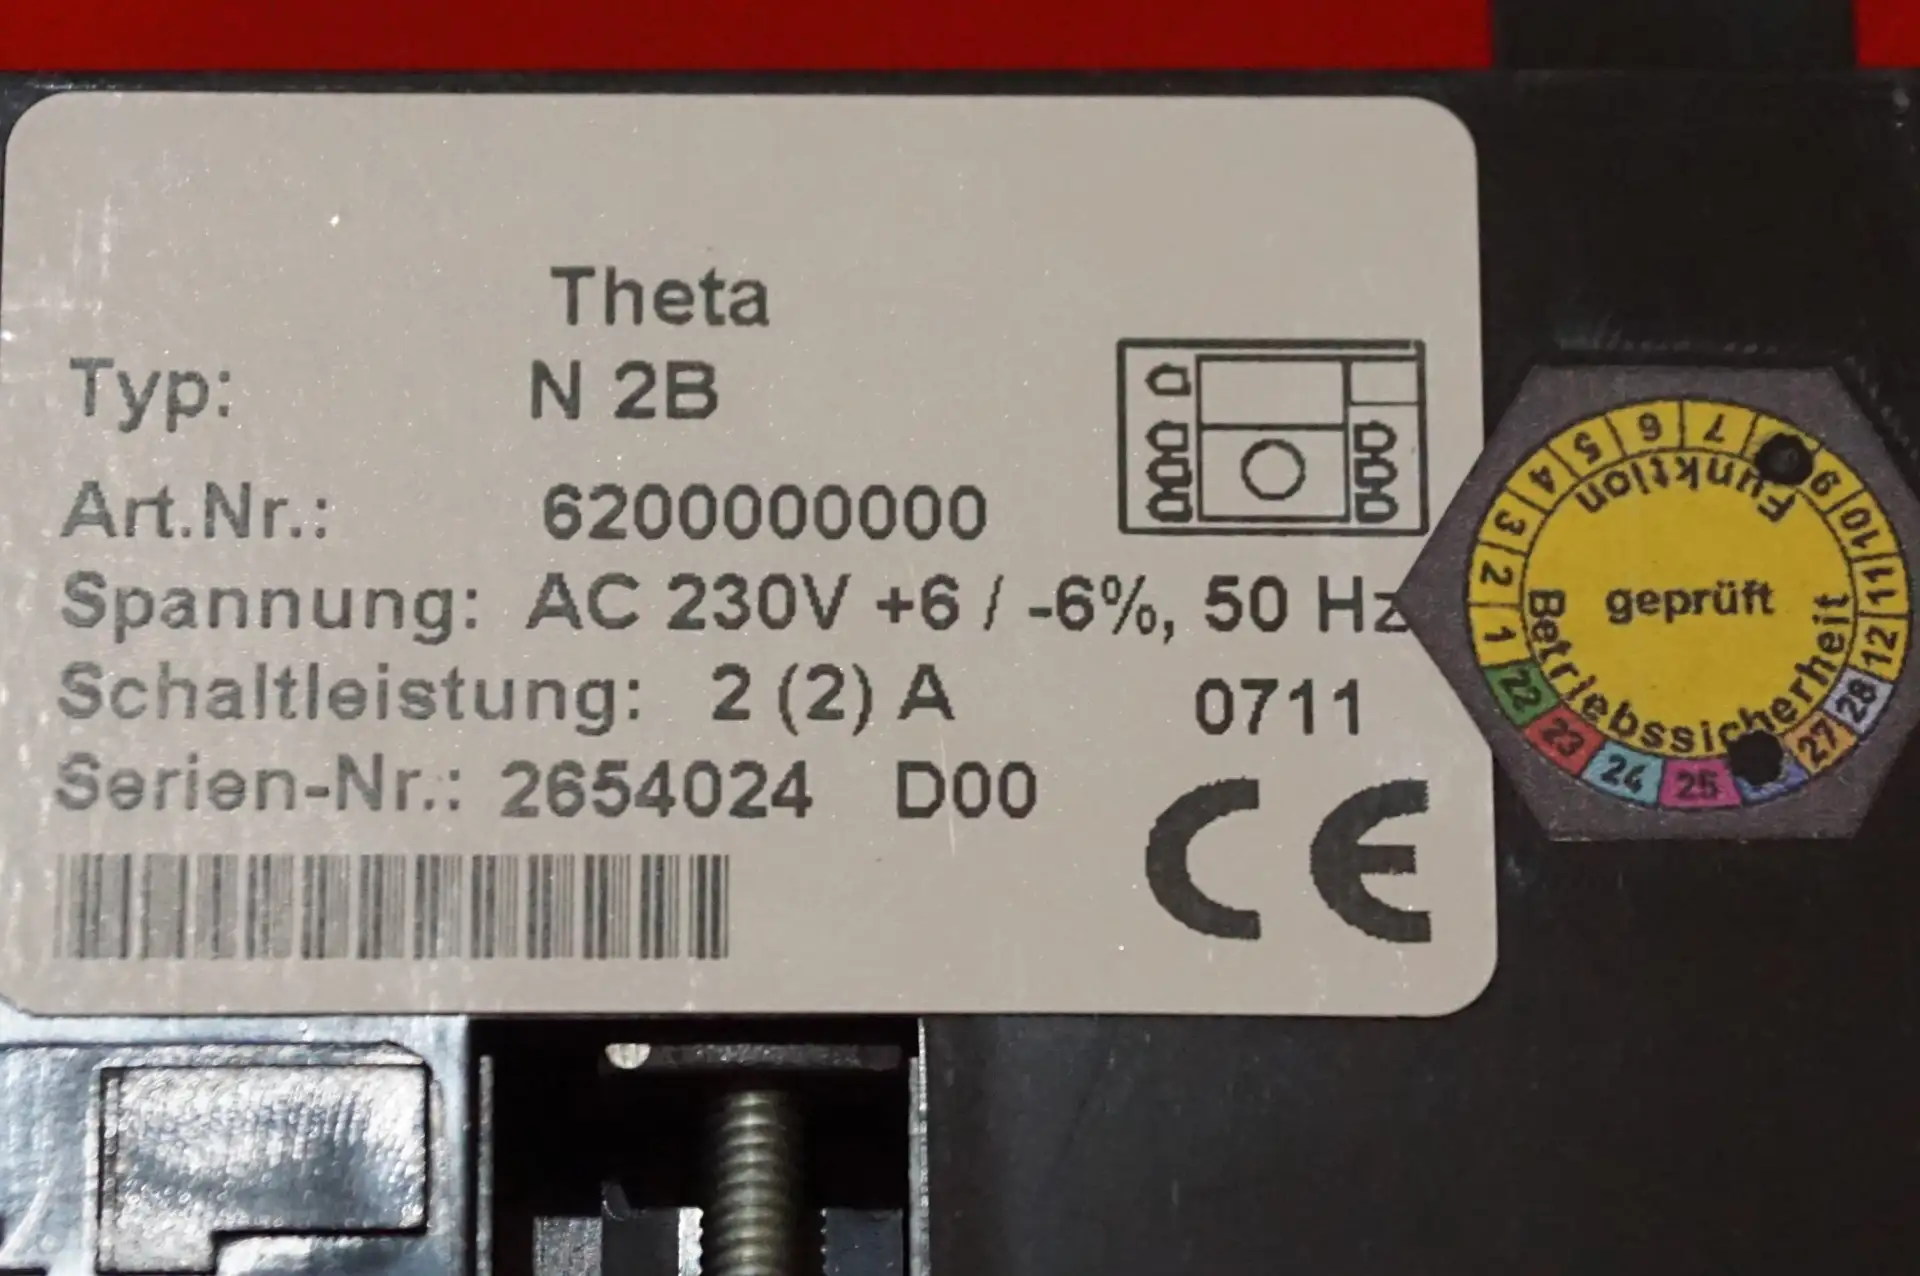 Theta
Typ: N 2B
Art.Nr.: 6200000000
Spannung: AC 230V +6 / -6%, 50 Hz
Schaltleistung: 2 (2) A 0711
Serien-Nr.: 2654024 D00
CE
Funktion
geprüft
Betriebssicherheit
1 2 3 4 5 6 7 9 10 11 12
22 23 24 25 27 28